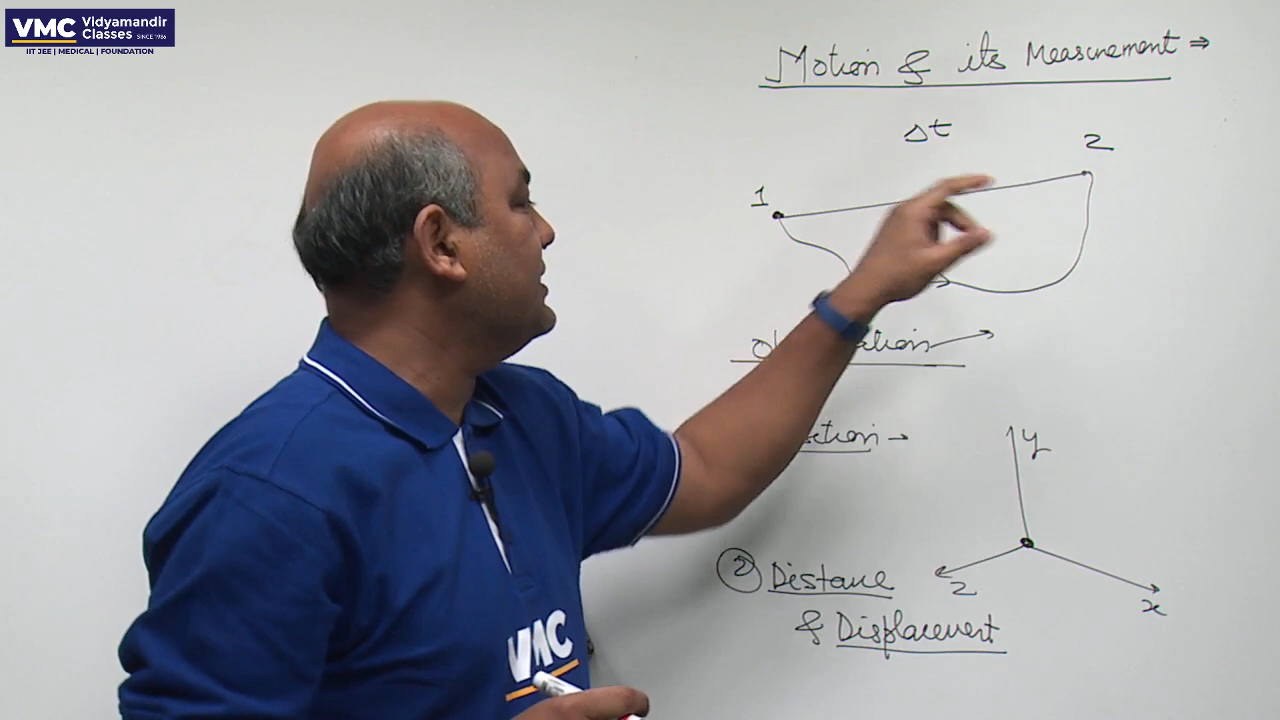 VMC Vidyamandir
Classes SINCE 1986
IIT JEE | MEDICAL | FOUNDATION
Motion & its Measurement ⇒
Δt
1
2
y
② Distance
& Displacement
z
x
VMC